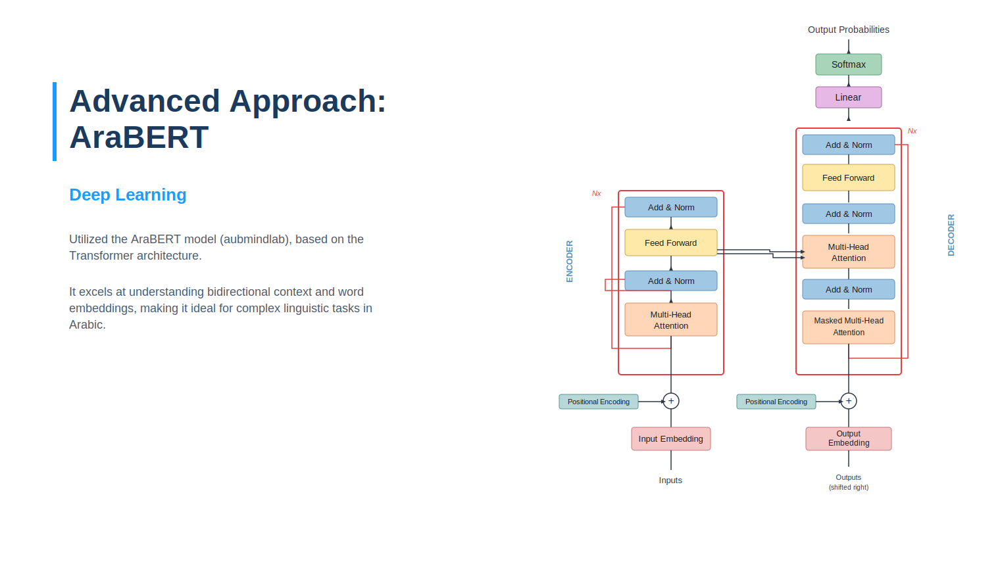 Advanced Approach:
AraBERT
Deep Learning
Utilized the AraBERT model (aubmindlab), based on the
Transformer architecture.
It excels at understanding bidirectional context and word
embeddings, making it ideal for complex linguistic tasks in
Arabic.
Output Probabilities
Softmax
Linear
Nx
Add & Norm
Feed Forward
Add & Norm
Multi-Head
Attention
Add & Norm
Masked Multi-Head
Attention
DECODER
Nx
Add & Norm
Feed Forward
Add & Norm
Multi-Head
Attention
ENCODER
Positional Encoding
+
Positional Encoding
+
Input Embedding
Output
Embedding
Inputs
Outputs
(shifted right)